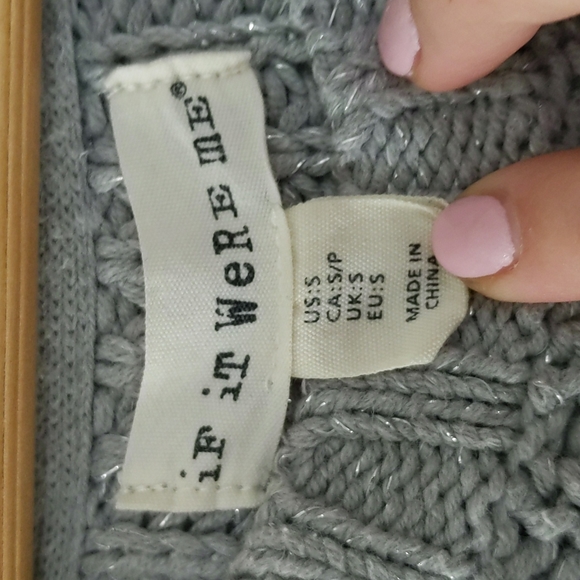 iF iT WeRE mE®
US:S
CA:S/P
UK:S
EU:S
MADE IN
CHINA